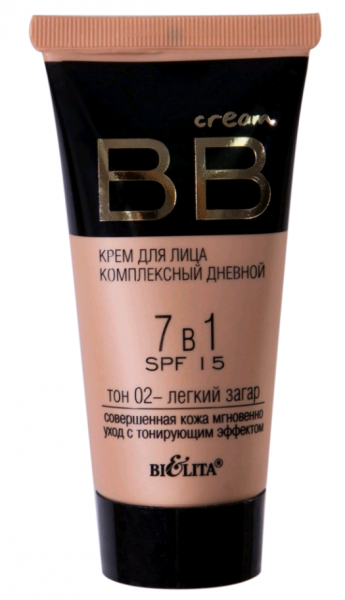 cream
BB
КРЕМ ДЛЯ ЛИЦА
КОМПЛЕКСНЫЙ ДНЕВНОЙ
7 В 1
SPF 15
тон 02– легкий загар
совершенная кожа мгновенно
уход с тонирующим эффектом
BIELITA®